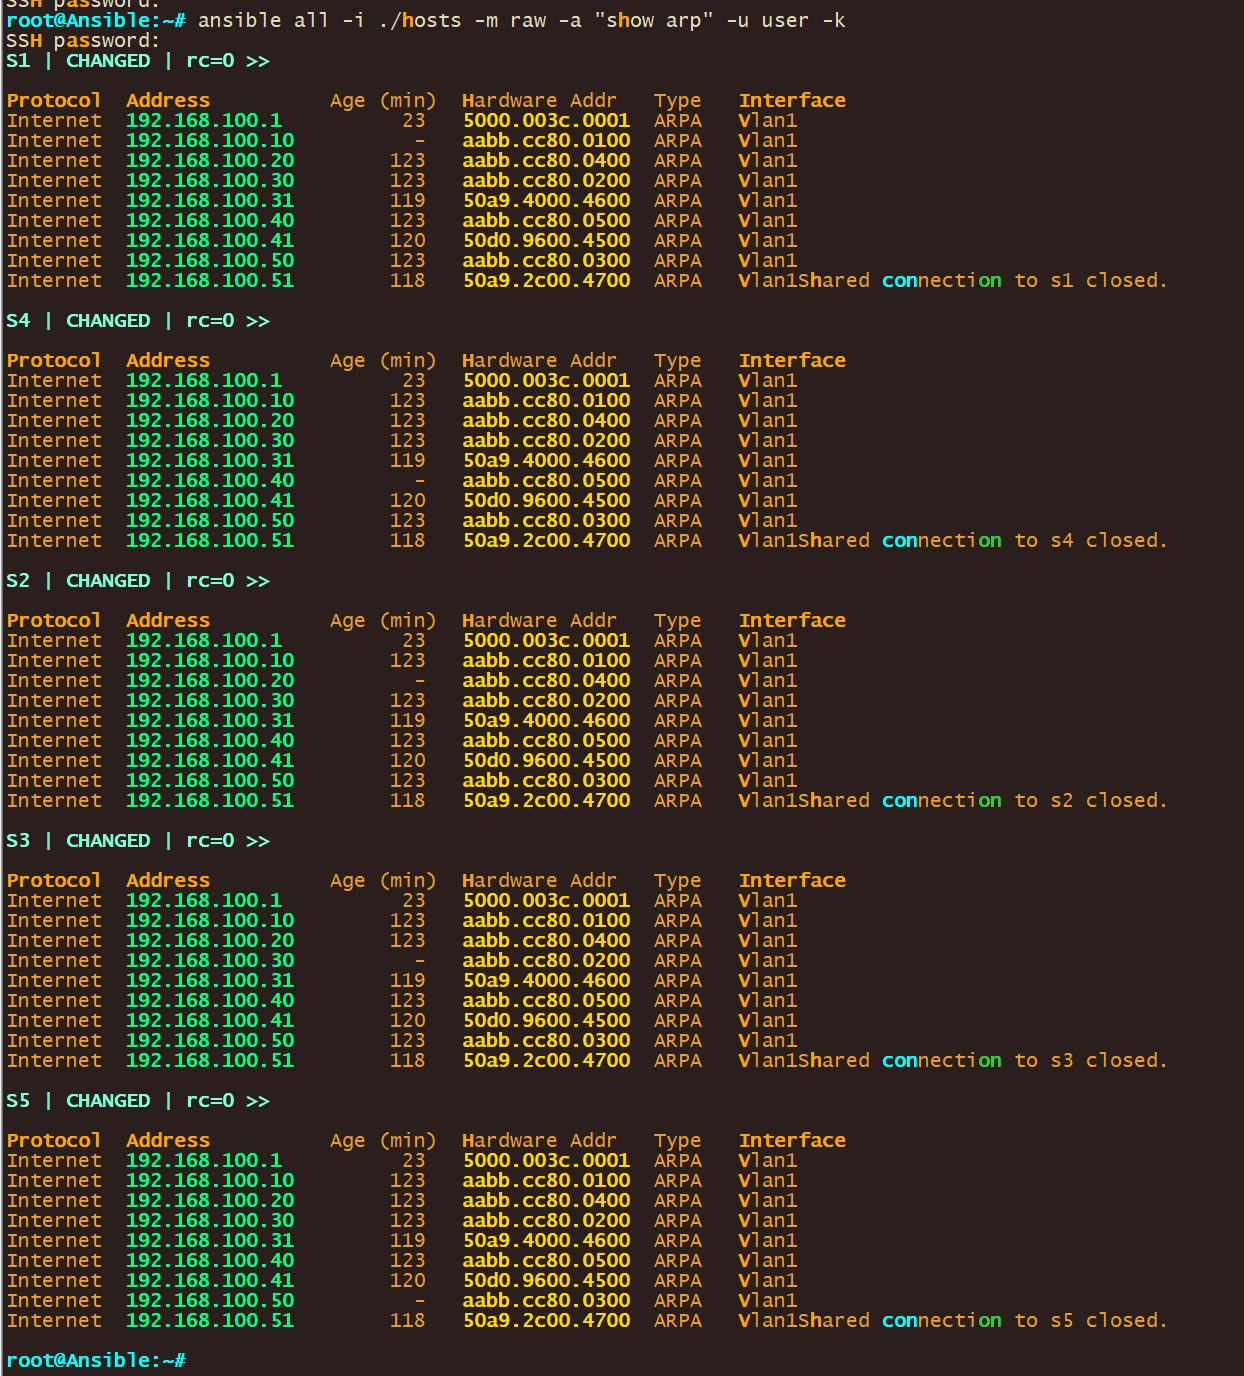 SSH password:
root@Ansible:~# ansible all -i ./hosts -m raw -a "show arp" -u user -k
SSH password:
S1 | CHANGED | rc=0 >>
Protocol  Address          Age (min)  Hardware Addr   Type   Interface
Internet  192.168.100.1          23   5000.003c.0001  ARPA   Vlan1
Internet  192.168.100.10          -   aabb.cc80.0100  ARPA   Vlan1
Internet  192.168.100.20        123   aabb.cc80.0400  ARPA   Vlan1
Internet  192.168.100.30        123   aabb.cc80.0200  ARPA   Vlan1
Internet  192.168.100.31        119   50a9.4000.4600  ARPA   Vlan1
Internet  192.168.100.40        123   aabb.cc80.0500  ARPA   Vlan1
Internet  192.168.100.41        120   50d0.9600.4500  ARPA   Vlan1
Internet  192.168.100.50        123   aabb.cc80.0300  ARPA   Vlan1
Internet  192.168.100.51        118   50a9.2c00.4700  ARPA   Vlan1Shared connection to s1 closed.
S4 | CHANGED | rc=0 >>
Protocol  Address          Age (min)  Hardware Addr   Type   Interface
Internet  192.168.100.1          23   5000.003c.0001  ARPA   Vlan1
Internet  192.168.100.10        123   aabb.cc80.0100  ARPA   Vlan1
Internet  192.168.100.20        123   aabb.cc80.0400  ARPA   Vlan1
Internet  192.168.100.30        123   aabb.cc80.0200  ARPA   Vlan1
Internet  192.168.100.31        119   50a9.4000.4600  ARPA   Vlan1
Internet  192.168.100.40          -   aabb.cc80.0500  ARPA   Vlan1
Internet  192.168.100.41        120   50d0.9600.4500  ARPA   Vlan1
Internet  192.168.100.50        123   aabb.cc80.0300  ARPA   Vlan1
Internet  192.168.100.51        118   50a9.2c00.4700  ARPA   Vlan1Shared connection to s4 closed.
S2 | CHANGED | rc=0 >>
Protocol  Address          Age (min)  Hardware Addr   Type   Interface
Internet  192.168.100.1          23   5000.003c.0001  ARPA   Vlan1
Internet  192.168.100.10        123   aabb.cc80.0100  ARPA   Vlan1
Internet  192.168.100.20          -   aabb.cc80.0400  ARPA   Vlan1
Internet  192.168.100.30        123   aabb.cc80.0200  ARPA   Vlan1
Internet  192.168.100.31        119   50a9.4000.4600  ARPA   Vlan1
Internet  192.168.100.40        123   aabb.cc80.0500  ARPA   Vlan1
Internet  192.168.100.41        120   50d0.9600.4500  ARPA   Vlan1
Internet  192.168.100.50        123   aabb.cc80.0300  ARPA   Vlan1
Internet  192.168.100.51        118   50a9.2c00.4700  ARPA   Vlan1Shared connection to s2 closed.
S3 | CHANGED | rc=0 >>
Protocol  Address          Age (min)  Hardware Addr   Type   Interface
Internet  192.168.100.1          23   5000.003c.0001  ARPA   Vlan1
Internet  192.168.100.10        123   aabb.cc80.0100  ARPA   Vlan1
Internet  192.168.100.20        123   aabb.cc80.0400  ARPA   Vlan1
Internet  192.168.100.30          -   aabb.cc80.0200  ARPA   Vlan1
Internet  192.168.100.31        119   50a9.4000.4600  ARPA   Vlan1
Internet  192.168.100.40        123   aabb.cc80.0500  ARPA   Vlan1
Internet  192.168.100.41        120   50d0.9600.4500  ARPA   Vlan1
Internet  192.168.100.50        123   aabb.cc80.0300  ARPA   Vlan1
Internet  192.168.100.51        118   50a9.2c00.4700  ARPA   Vlan1Shared connection to s3 closed.
S5 | CHANGED | rc=0 >>
Protocol  Address          Age (min)  Hardware Addr   Type   Interface
Internet  192.168.100.1          23   5000.003c.0001  ARPA   Vlan1
Internet  192.168.100.10        123   aabb.cc80.0100  ARPA   Vlan1
Internet  192.168.100.20        123   aabb.cc80.0400  ARPA   Vlan1
Internet  192.168.100.30        123   aabb.cc80.0200  ARPA   Vlan1
Internet  192.168.100.31        119   50a9.4000.4600  ARPA   Vlan1
Internet  192.168.100.40        123   aabb.cc80.0500  ARPA   Vlan1
Internet  192.168.100.41        120   50d0.9600.4500  ARPA   Vlan1
Internet  192.168.100.50          -   aabb.cc80.0300  ARPA   Vlan1
Internet  192.168.100.51        118   50a9.2c00.4700  ARPA   Vlan1Shared connection to s5 closed.
root@Ansible:~#